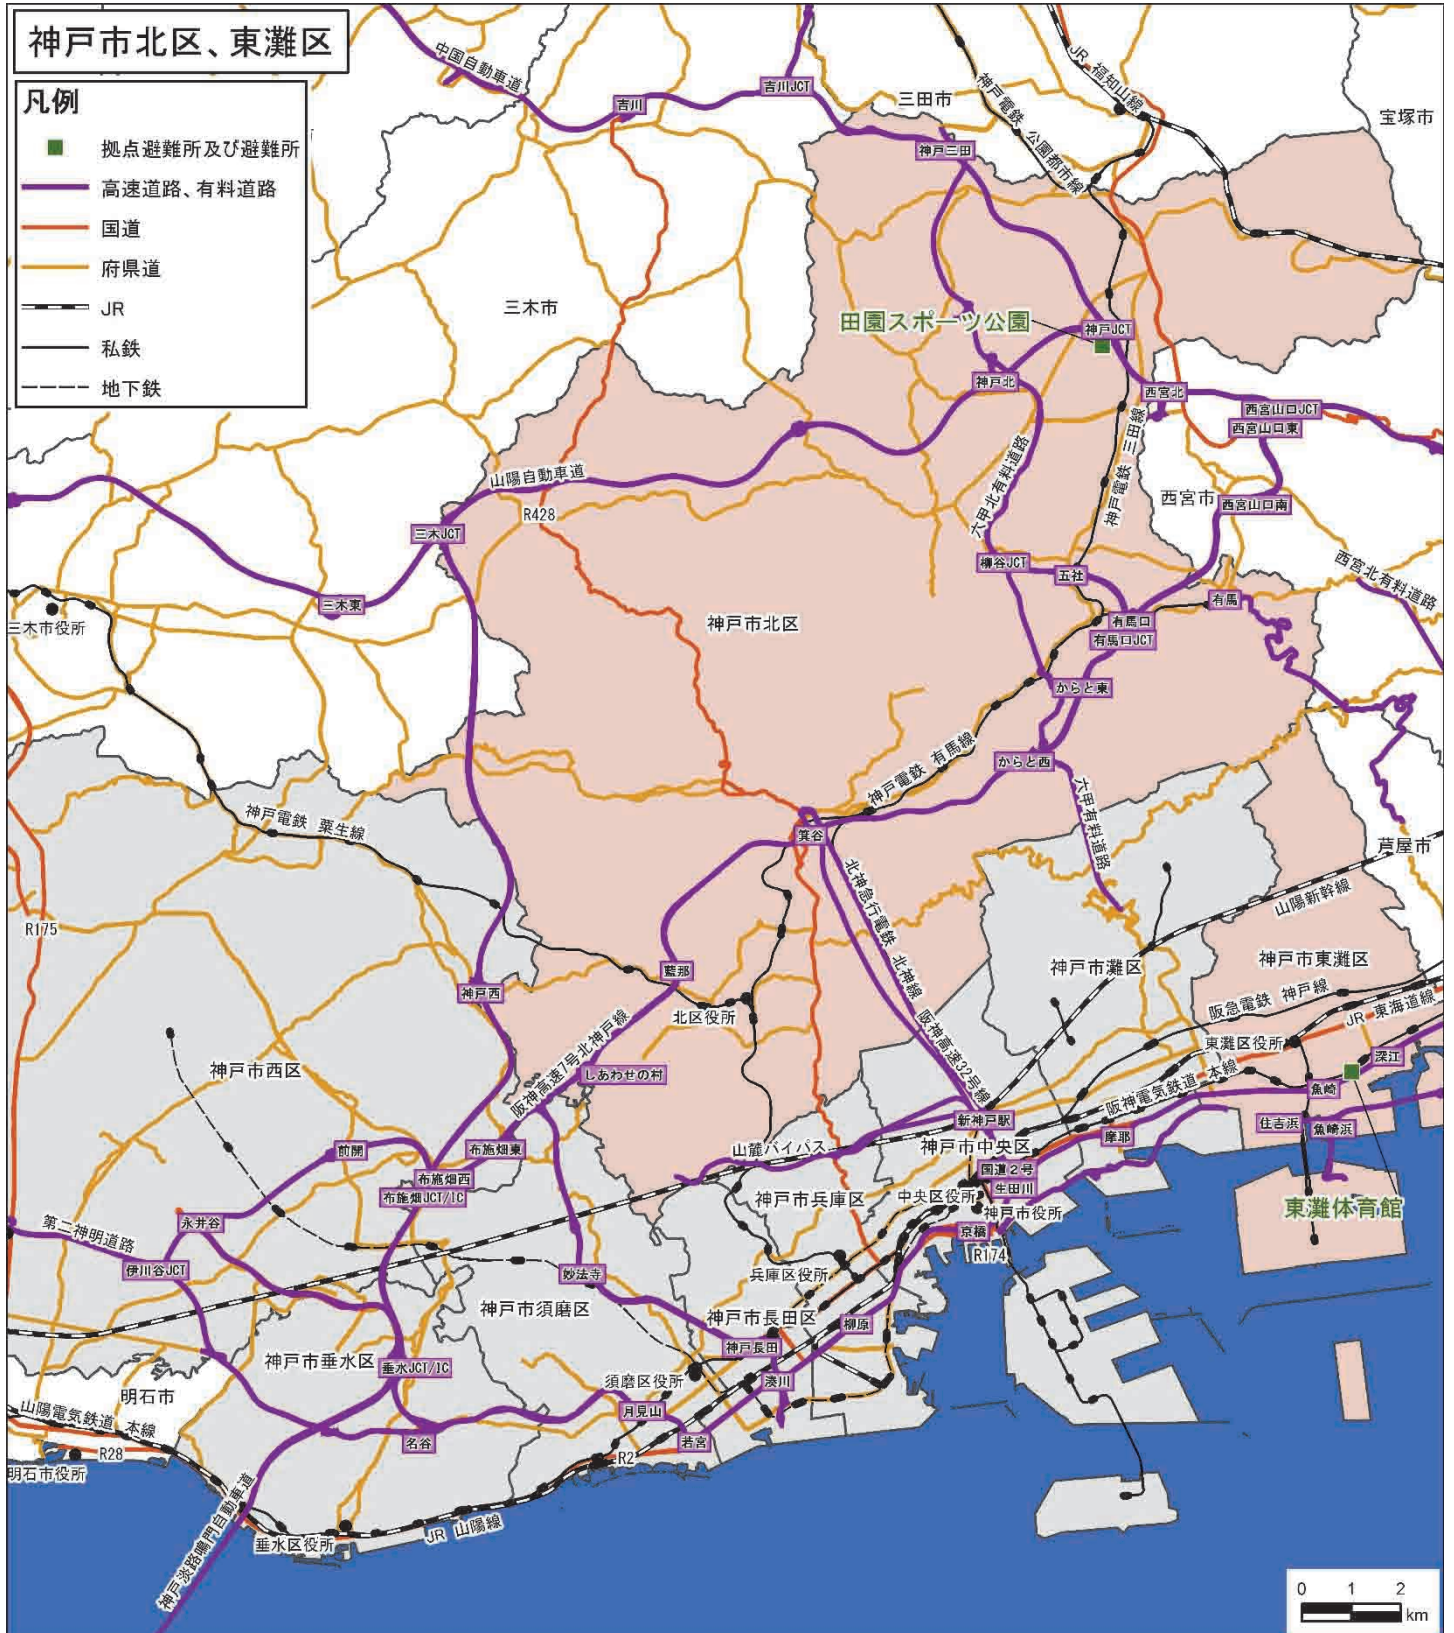 神戸市北区、東灘区
凡例
拠点避難所及び避難所
高速道路、有料道路
国道
府県道
JR
私鉄
地下鉄
中国自動車道
吉川
吉川JCT
三田市
神戸電鉄 公園都市線
JR 福知山線
宝塚市
神戸三田
三木市
田園スポーツ公園
神戸JCT
神戸北
西宮北
西宮山口JCT
西宮山口東
六甲北有料道路
神戸電鉄 三田線
西宮市
西宮山口南
山陽自動車道
R428
三木JCT
柳谷JCT
五社
西宮北有料道路
三木東
三木市役所
神戸市北区
有馬
有馬口
有馬口JCT
からと東
からと西
神戸電鉄 有馬線
六甲有料道路
神戸電鉄 粟生線
箕谷
芦屋市
山陽新幹線
R175
北神急行電鉄 北神線
神戸市灘区
神戸市東灘区
藍那
神戸西
北区役所
阪急電鉄 神戸線
JR 東海道線
阪神高速7号北神戸線
阪神高速32号線
東灘区役所
深江
神戸市西区
しあわせの村
阪神電気鉄道 本線
魚崎
新神戸駅
住吉浜
魚崎浜
前開
布施畑東
山麓バイパス
神戸市中央区
摩耶
布施畑西
布施畑JCT/IC
国道2号
生田川
神戸市兵庫区
中央区役所
神戸市役所
東灘体育館
永井谷
第二神明道路
京橋
R174
伊川谷JCT
妙法寺
兵庫区役所
神戸市須磨区
神戸市長田区
柳原
神戸長田
神戸市垂水区
垂水JCT/IC
明石市
須磨区役所
湊川
山陽電気鉄道 本線
月見山
若宮
名谷
R28
R2
明石市役所
神戸淡路鳴門自動車道
垂水区役所
JR 山陽線
0 1 2
km